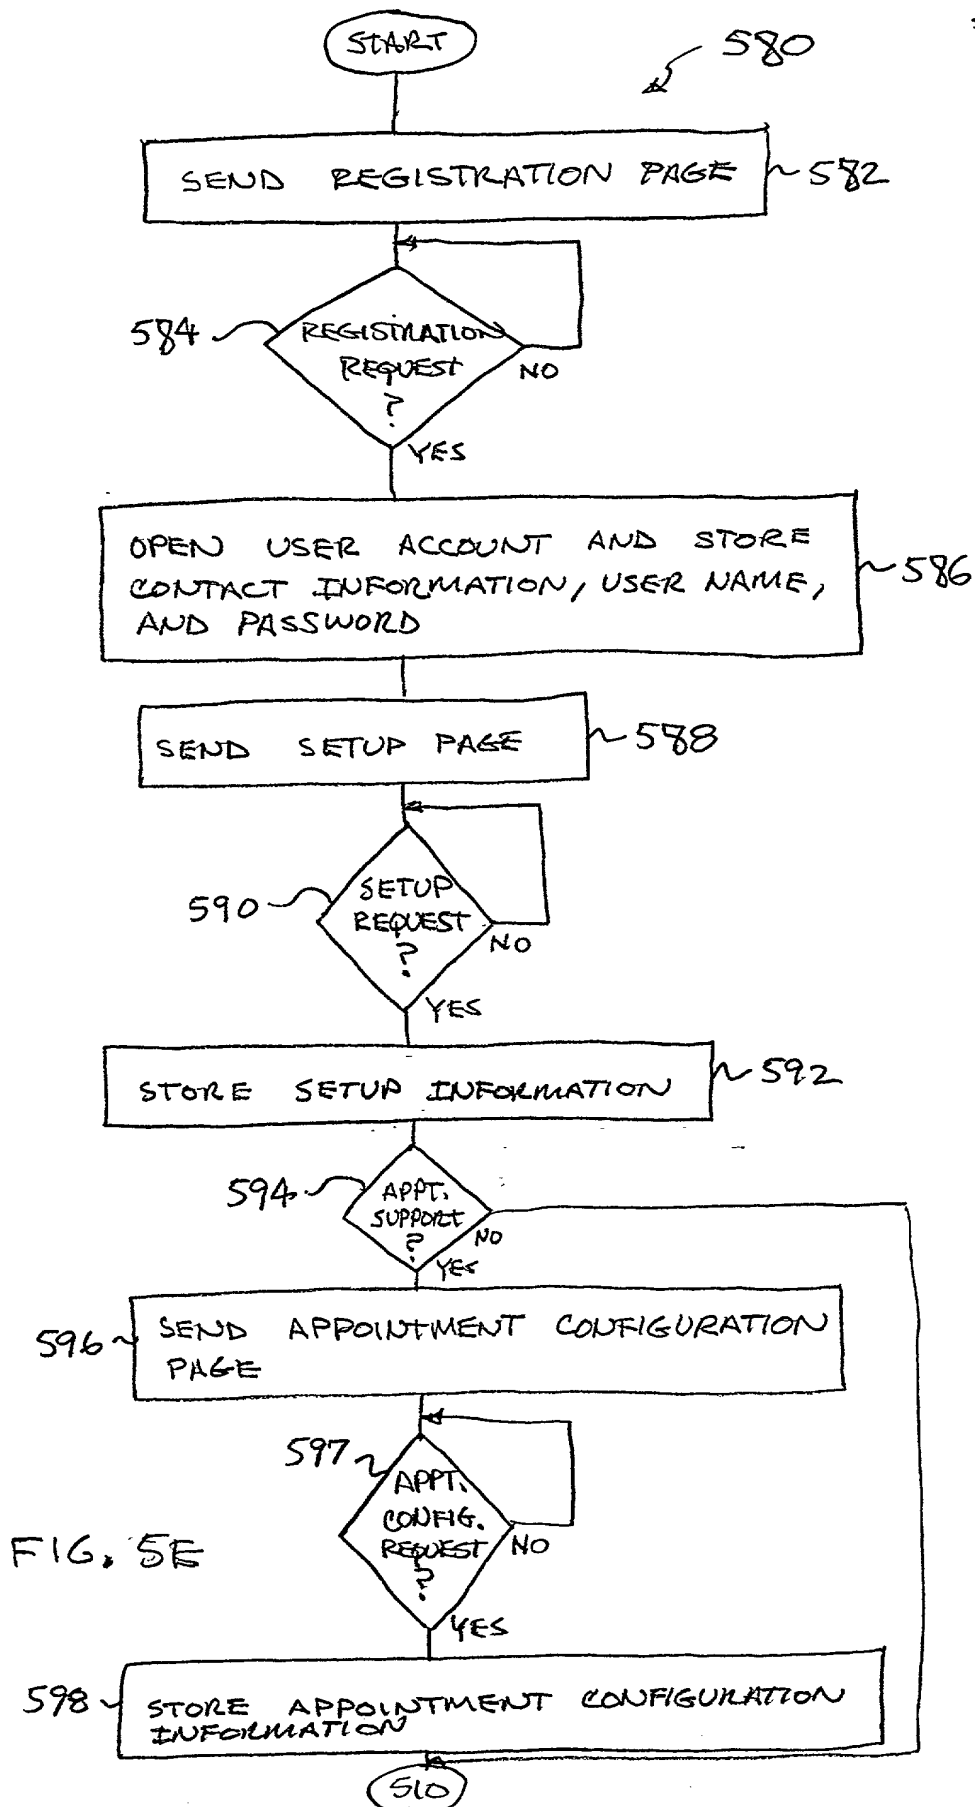 START
580
SEND REGISTRATION PAGE
582
584
REGISTRATION
REQUEST
?
NO
YES
OPEN USER ACCOUNT AND STORE
CONTACT INFORMATION, USER NAME,
AND PASSWORD
586
SEND SETUP PAGE
588
590
SETUP
REQUEST
?
NO
YES
STORE SETUP INFORMATION
592
594
APPT.
SUPPORT
?
NO
YES
596
SEND APPOINTMENT CONFIGURATION
PAGE
597
APPT.
CONFIG.
REQUEST
?
NO
YES
FIG. 5E
598
STORE APPOINTMENT CONFIGURATION
INFORMATION
510